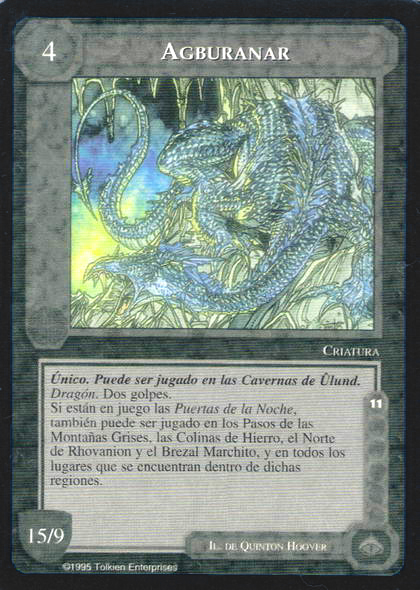 4
AGBURANAR
CRIATURA
Único. Puede ser jugado en las Cavernas de Ûlund.
Dragón. Dos golpes.
Si están en juego las Puertas de la Noche,
también puede ser jugado en los Pasos de las
Montañas Grises, las Colinas de Hierro, el Norte
de Rhovanion y el Brezal Marchito, y en todos los
lugares que se encuentran dentro de dichas
regiones.
11
15/9
IL. DE QUINTON HOOVER
©1995 Tolkien Enterprises